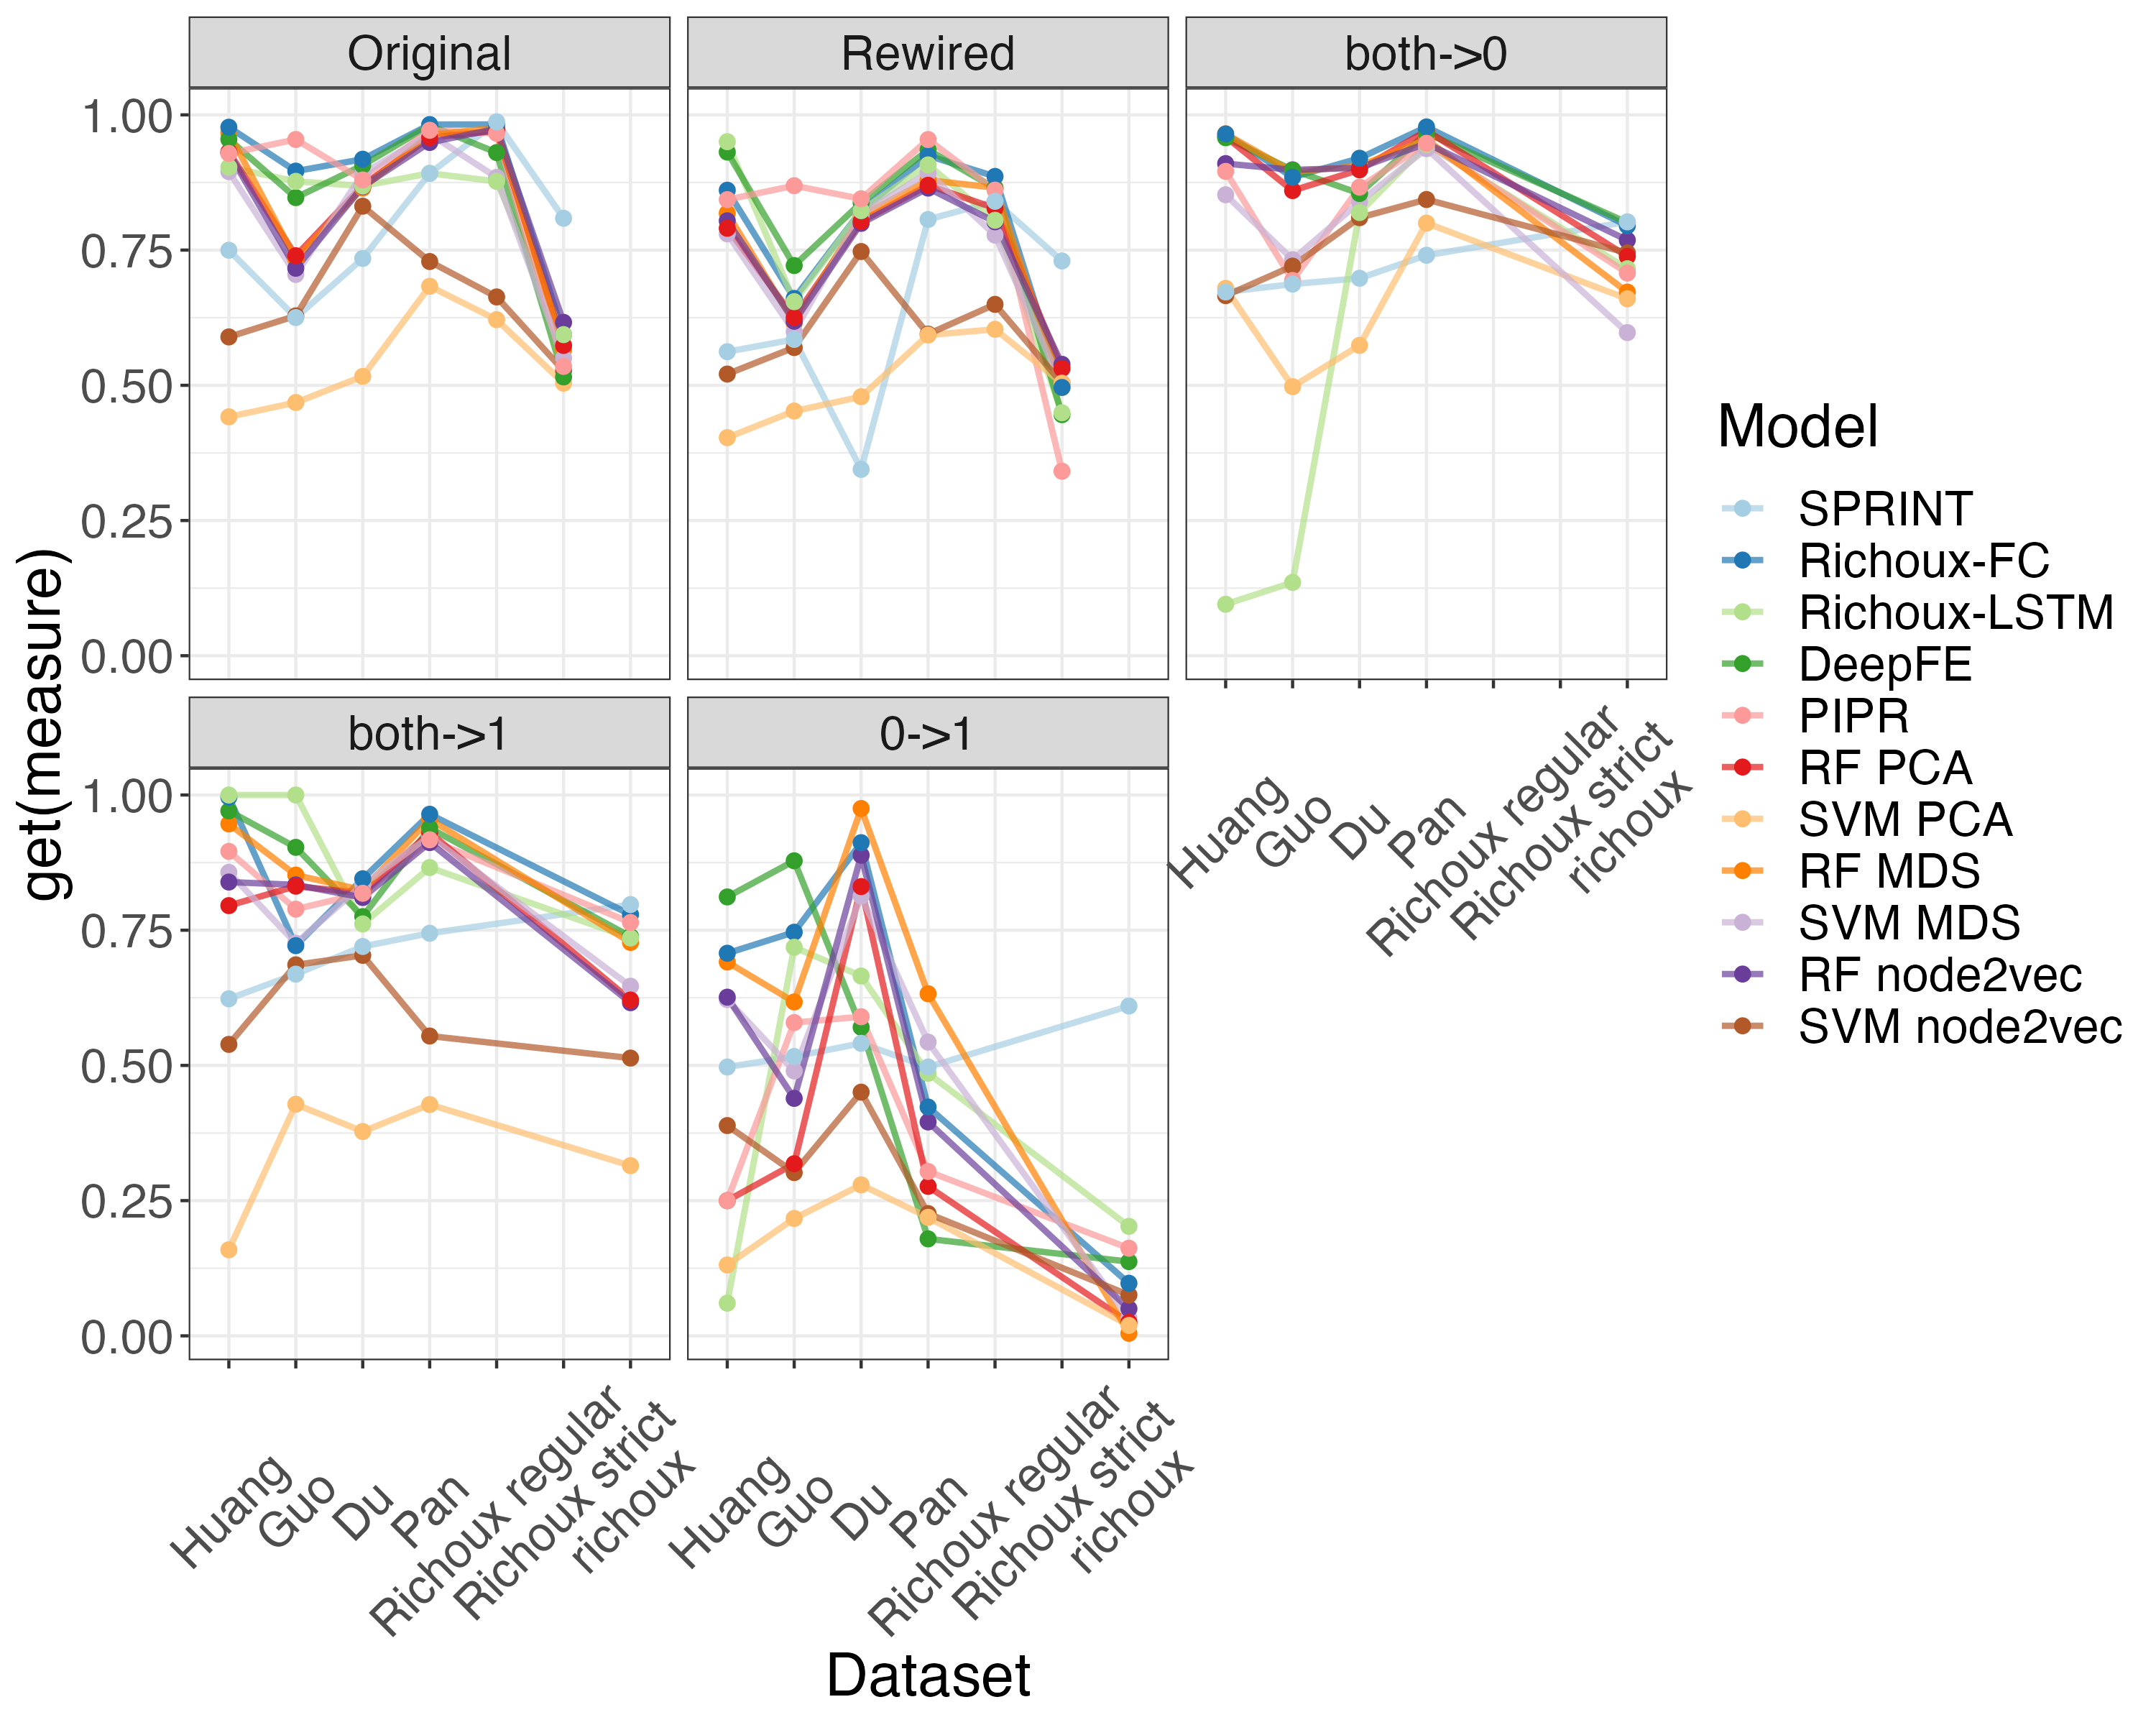 Original
Rewired
both->0
1.00
0.75
0.50
0.25
0.00
Huang
Guo
Du
Pan
Richoux regular
Richoux strict
richoux
both->1
0->1
1.00
0.75
0.50
0.25
0.00
Huang
Guo
Du
Pan
Richoux regular
Richoux strict
richoux
Huang
Guo
Du
Pan
Richoux regular
Richoux strict
richoux
get(measure)
Dataset
Model
SPRINT
Richoux-FC
Richoux-LSTM
DeepFE
PIPR
RF PCA
SVM PCA
RF MDS
SVM MDS
RF node2vec
SVM node2vec